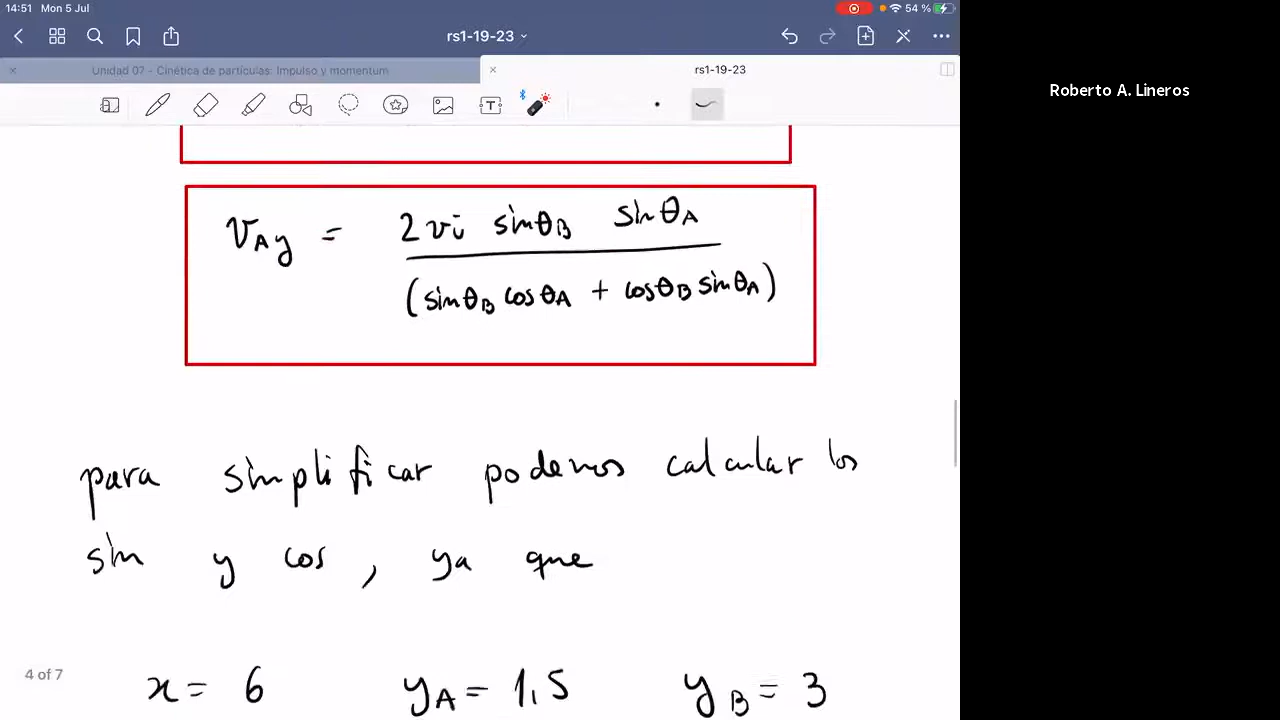 14:51 Mon 5 Jul
54 %
rs1-19-23
Unidad 07 - Cinética de partículas: Impulso y momentum
rs1-19-23
Roberto A. Lineros
v_Ay = 2 vi sinθ_B sinθ_A / (sinθ_B cosθ_A + cosθ_B sinθ_A)
para simplificar podemos calcular los
sin y cos, ya que
4 of 7
x = 6 y_A = 1,5 y_B = 3